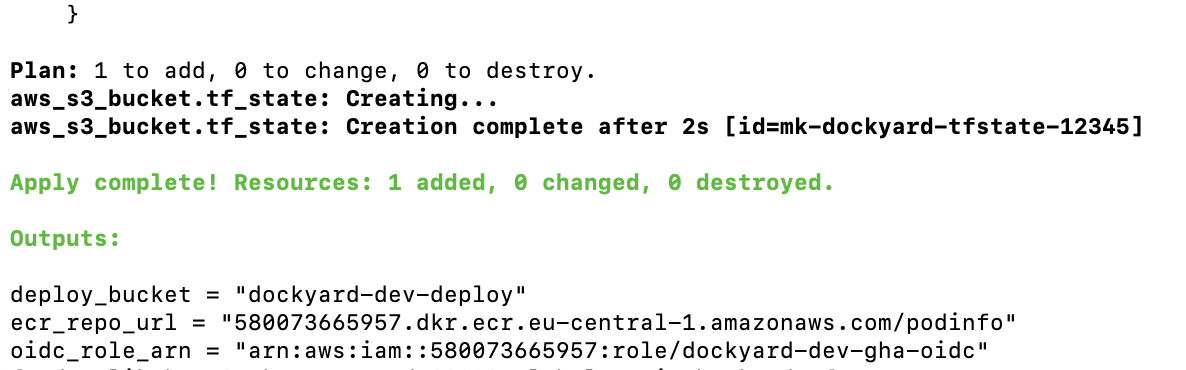 }
Plan: 1 to add, 0 to change, 0 to destroy.
aws_s3_bucket.tf_state: Creating...
aws_s3_bucket.tf_state: Creation complete after 2s [id=mk-dockyard-tfstate-12345]
Apply complete! Resources: 1 added, 0 changed, 0 destroyed.
Outputs:
deploy_bucket = "dockyard-dev-deploy"
ecr_repo_url = "580073665957.dkr.ecr.eu-central-1.amazonaws.com/podinfo"
oidc_role_arn = "arn:aws:iam::580073665957:role/dockyard-dev-gha-oidc"